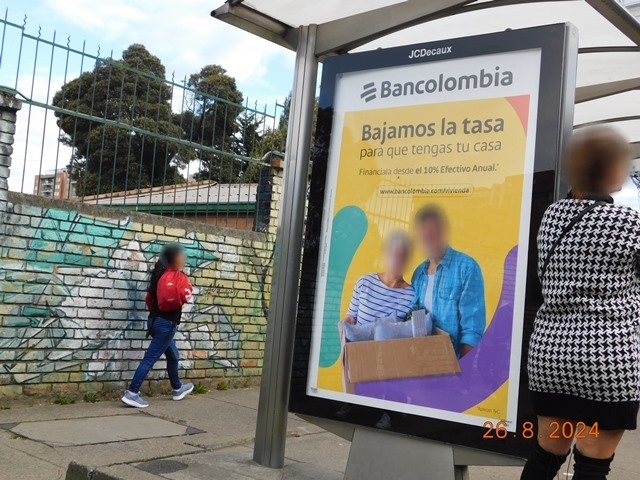 JCDecaux
Bancolombia
Bajamos la tasa
para que tengas tu casa
Fináncialo desde el 10% Efectivo Anual.*
www.bancolombia.com/vivienda
26 8 2024